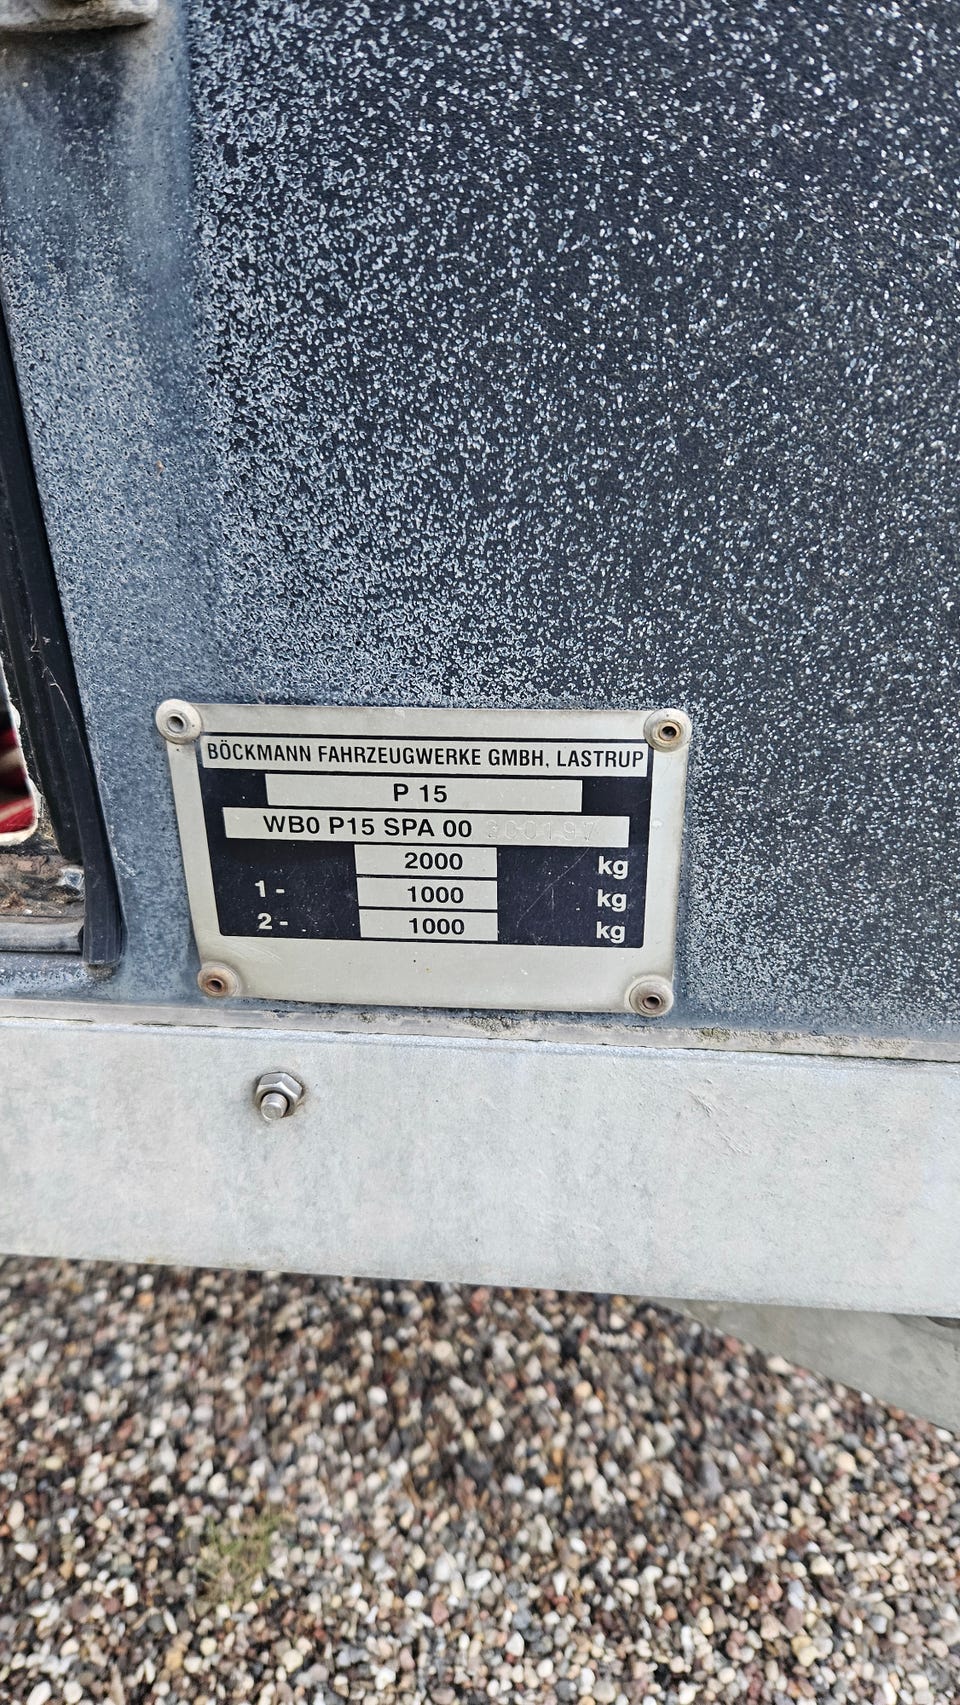 BÖCKMANN FAHRZEUGWERKE GMBH, LASTRUP
P 15
WB0 P15 SPA 00
2000 kg
1 - 1000 kg
2 - 1000 kg